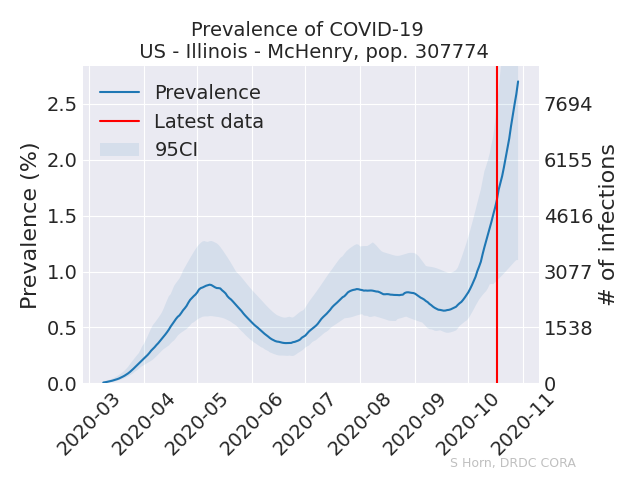 Prevalence of COVID-19
US - Illinois - McHenry, pop. 307774
Prevalence
Latest data
95CI
Prevalence (%)
2.5
2.0
1.5
1.0
0.5
0.0
7694
6155
4616
3077
1538
0
# of infections
2020-03
2020-04
2020-05
2020-06
2020-07
2020-08
2020-09
2020-10
2020-11
S Horn, DRDC CORA